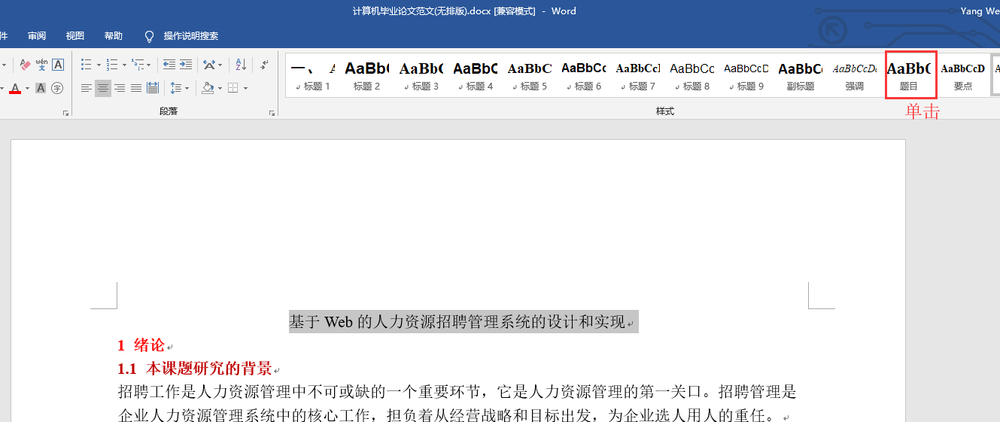 计算机毕业论文范文(无排版).docx [兼容模式] - Word
Yang We
件 审阅 视图 帮助 操作说明搜索
wén 文 A
A A 字
一、 AaBb( AaBb( AaBbC AaBbC AaBbCc AaBbCcI AaBbCc AaBbCcD AaBbC AaBbCcDa AaBb( AaBbCcD
标题 1 标题 2 标题 3 标题 4 标题 5 标题 6 标题 7 标题 8 标题 9 副标题 强调 题目 要点
段落 样式
单击
基于 Web 的人力资源招聘管理系统的设计和实现
1 绪论
1.1 本课题研究的背景
招聘工作是人力资源管理中不可或缺的一个重要环节，它是人力资源管理的第一关口。招聘管理是
企业人力资源管理系统中的核心工作，担负着从经营战略和目标出发，为企业选人用人的重任。